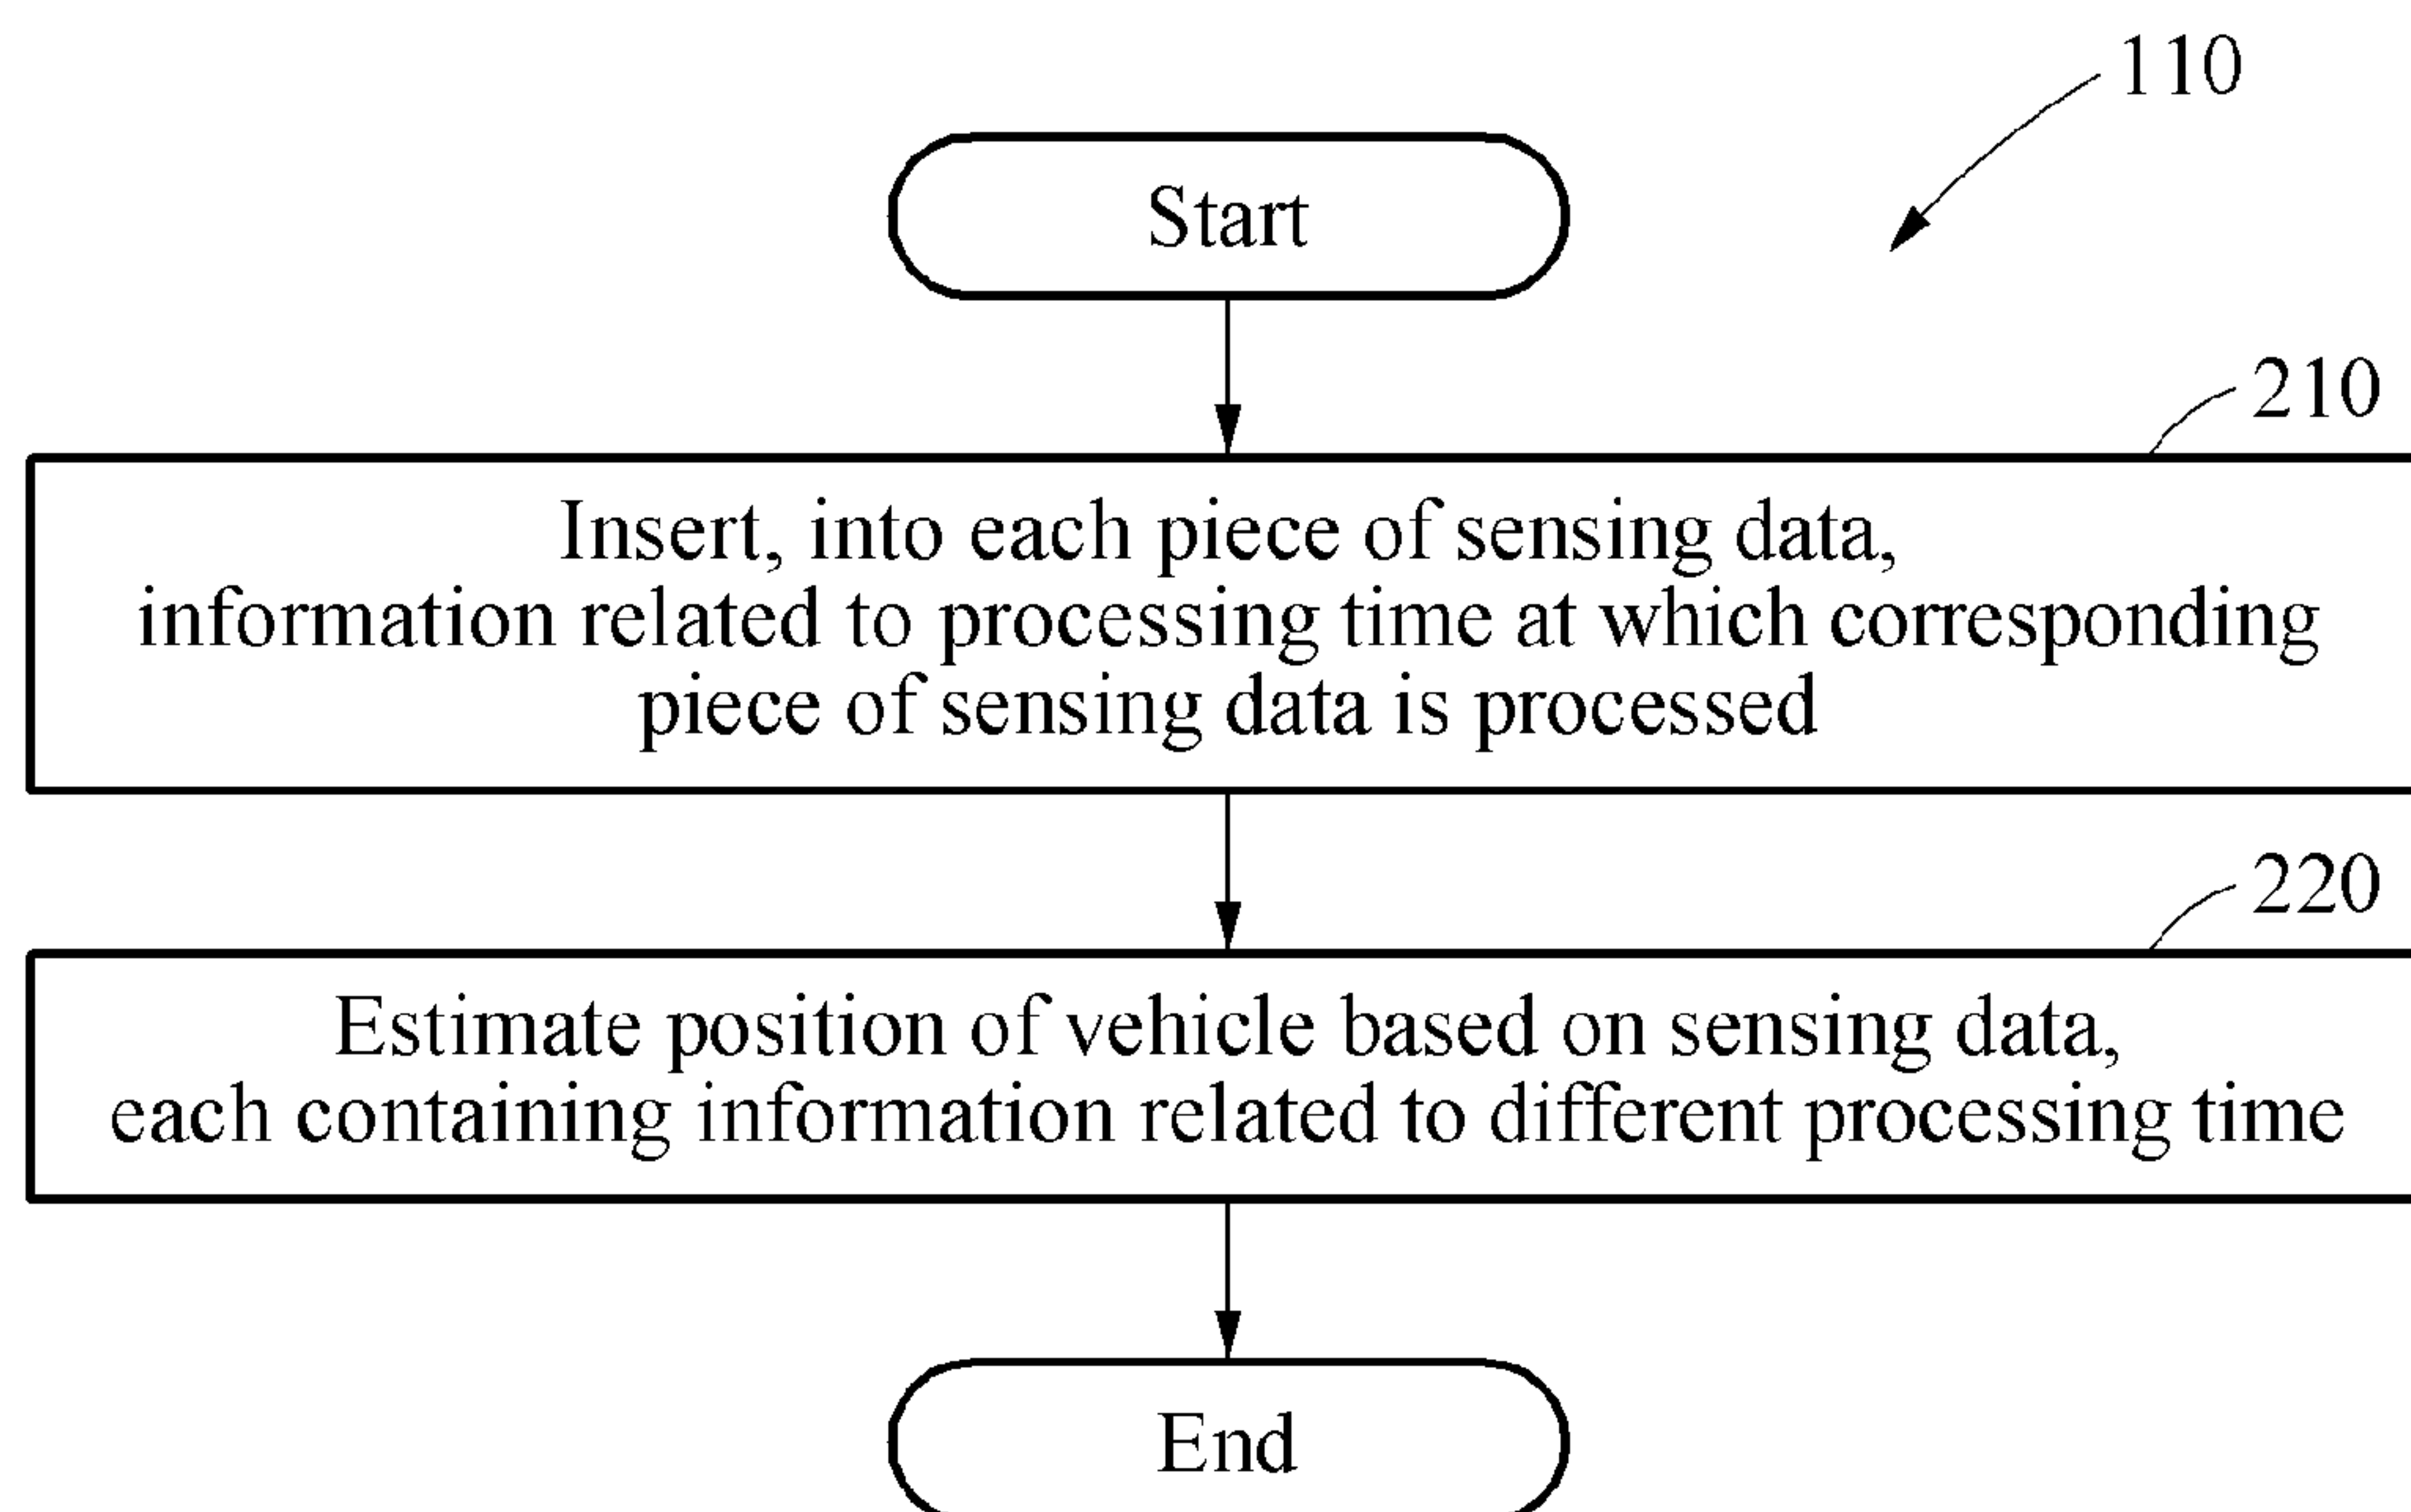 110
Start
210
Insert, into each piece of sensing data,
information related to processing time at which corresponding
piece of sensing data is processed
220
Estimate position of vehicle based on sensing data,
each containing information related to different processing time
End